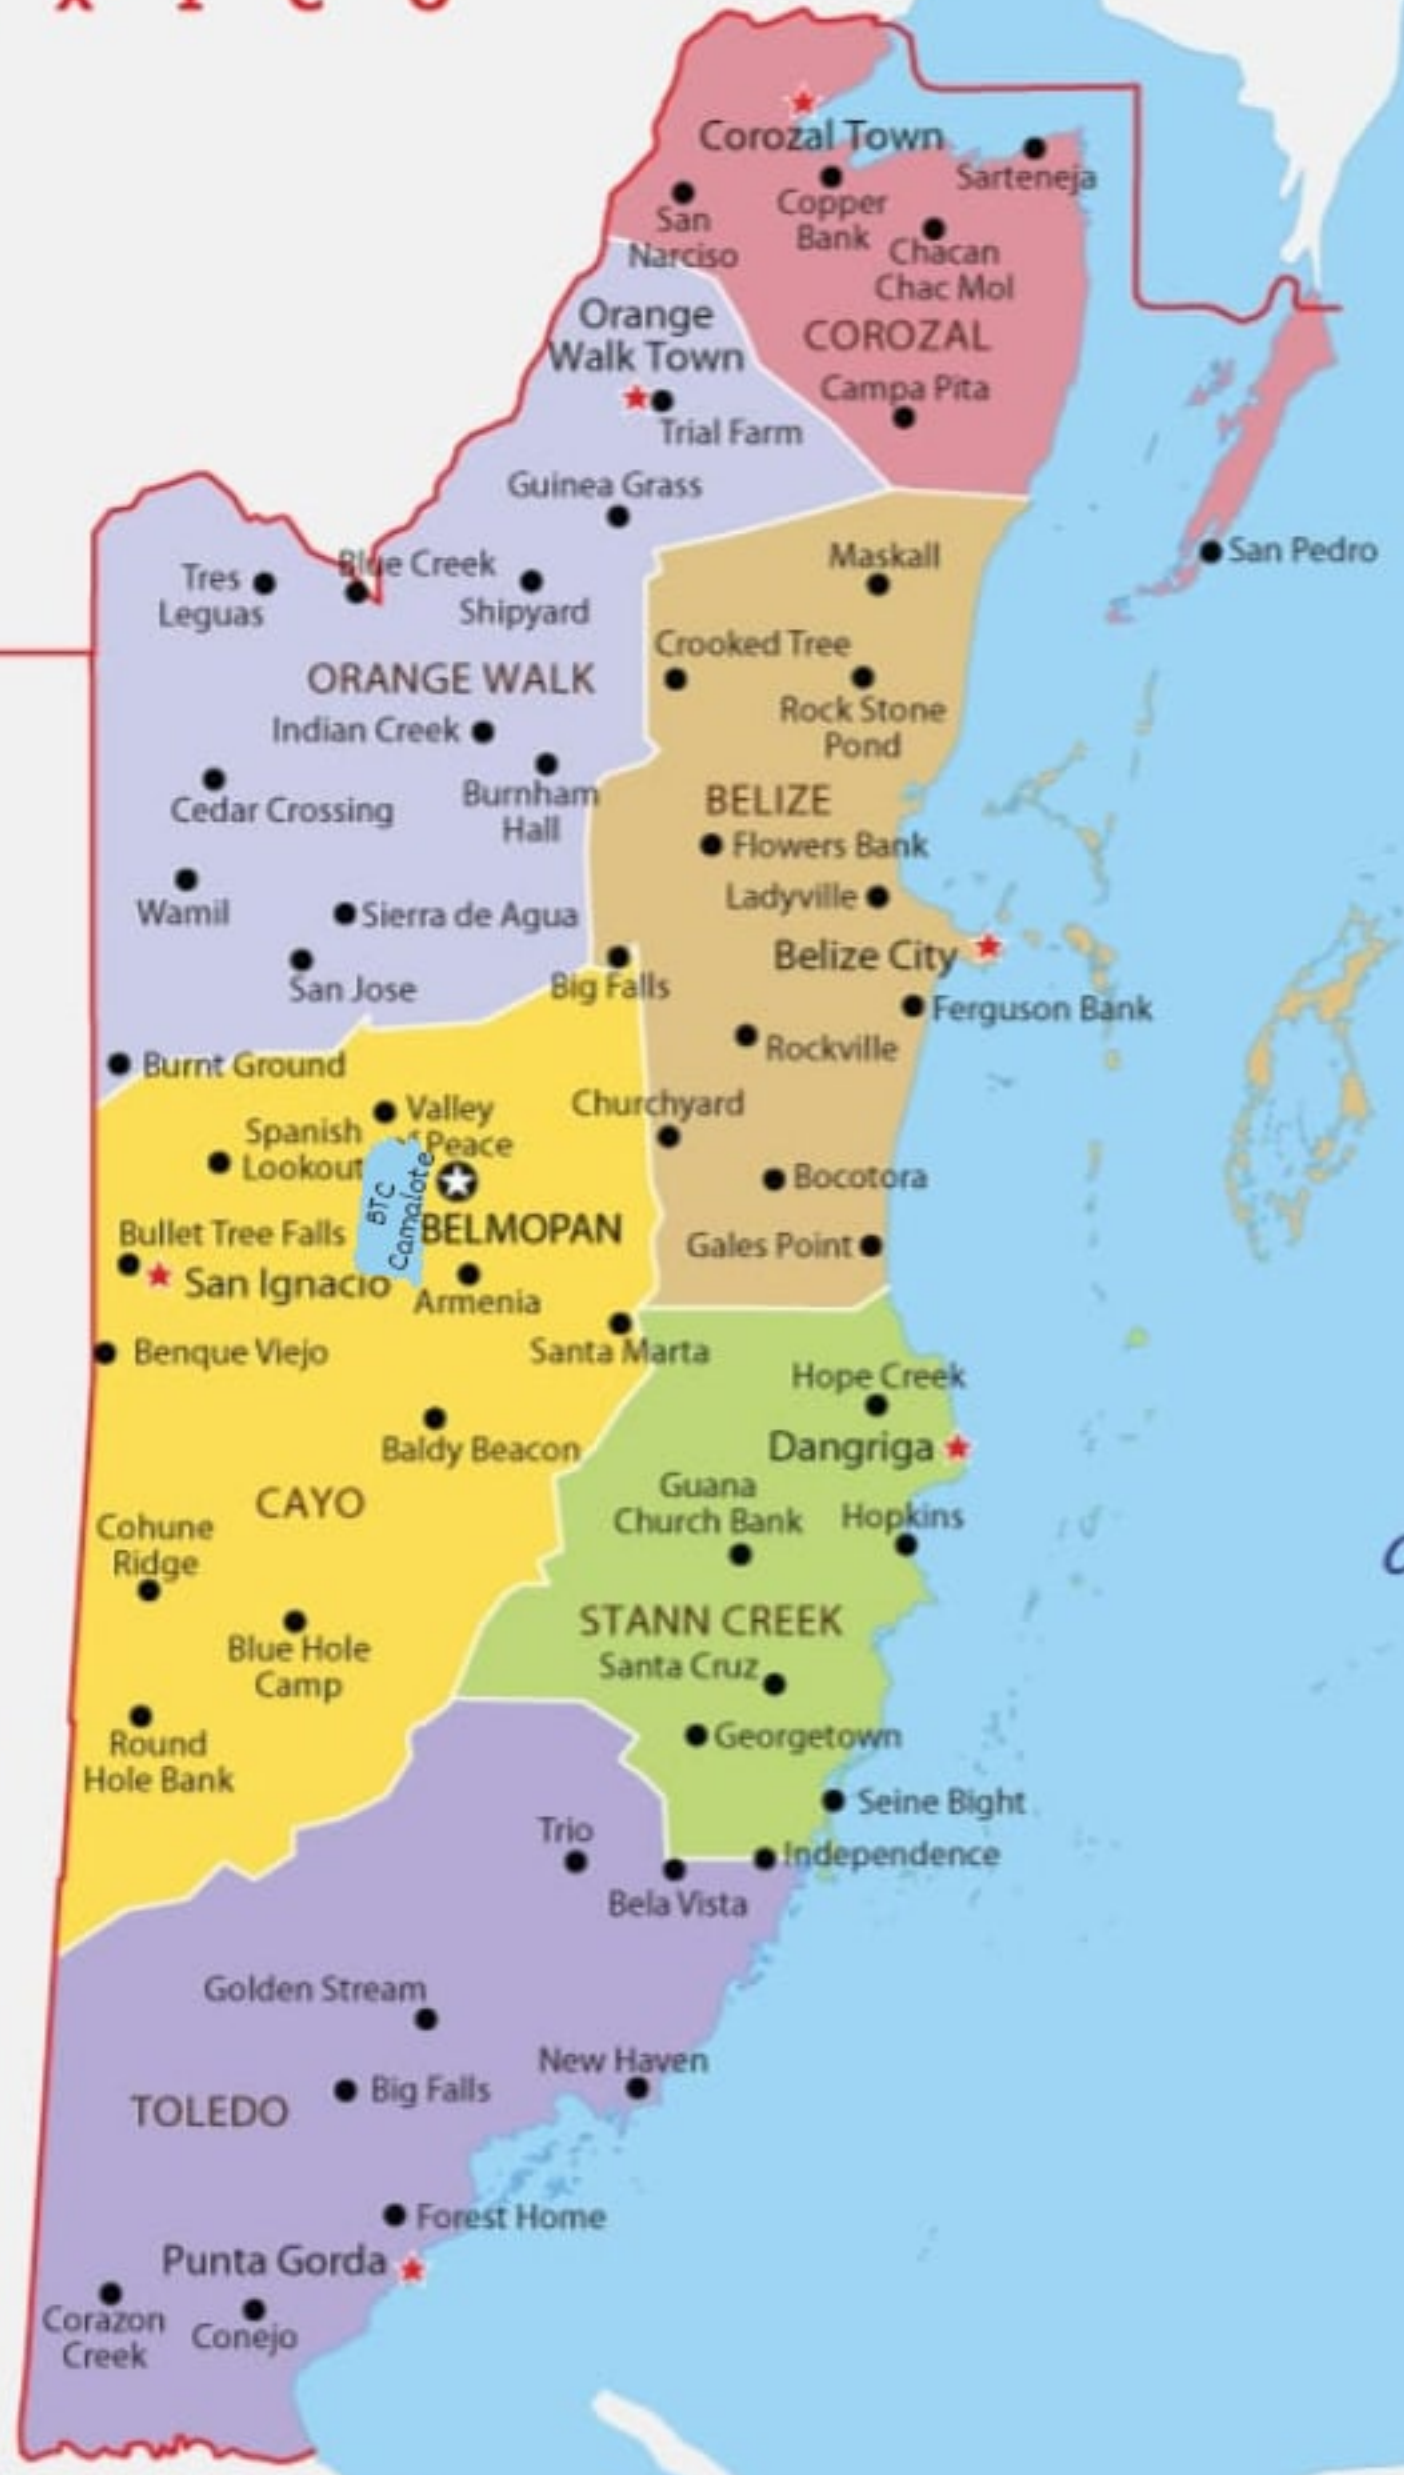 Corozal Town
Sarteneja
San
Narciso
Copper
Bank
Chacan
Chac Mol
COROZAL
Campa Pita
Orange
Walk Town
Trial Farm
Guinea Grass
San Pedro
Tres
Leguas
Blue Creek
Shipyard
Maskall
Crooked Tree
Rock Stone
Pond
ORANGE WALK
Indian Creek
Burnham
Hall
Cedar Crossing
BELIZE
Flowers Bank
Ladyville
Belize City
Wamil
Sierra de Agua
San Jose
Big Falls
Ferguson Bank
Rockville
Burnt Ground
Churchyard
Valley
Peace
Spanish
Lookout
BTC
Camalote
BELMOPAN
Bocotora
Gales Point
Bullet Tree Falls
San Ignacio
Armenia
Benque Viejo
Santa Marta
Hope Creek
Dangriga
Baldy Beacon
Guana
Church Bank
Hopkins
CAYO
Cohune
Ridge
Blue Hole
Camp
STANN CREEK
Santa Cruz
Georgetown
Round
Hole Bank
Seine Bight
Trio
Independence
Bela Vista
Golden Stream
New Haven
Big Falls
TOLEDO
Forest Home
Punta Gorda
Corazon
Creek
Conejo